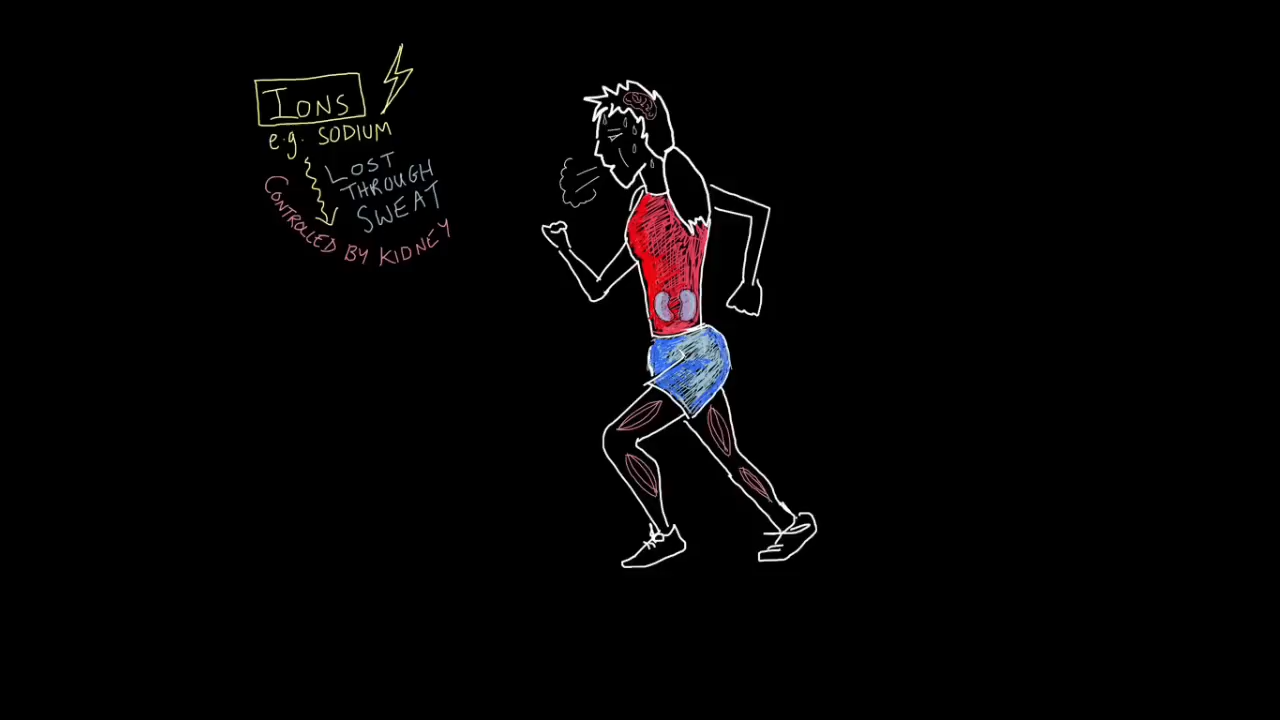 IONS
e.g. SODIUM
LOST
THROUGH
SWEAT
CONTROLLED BY KIDNEY